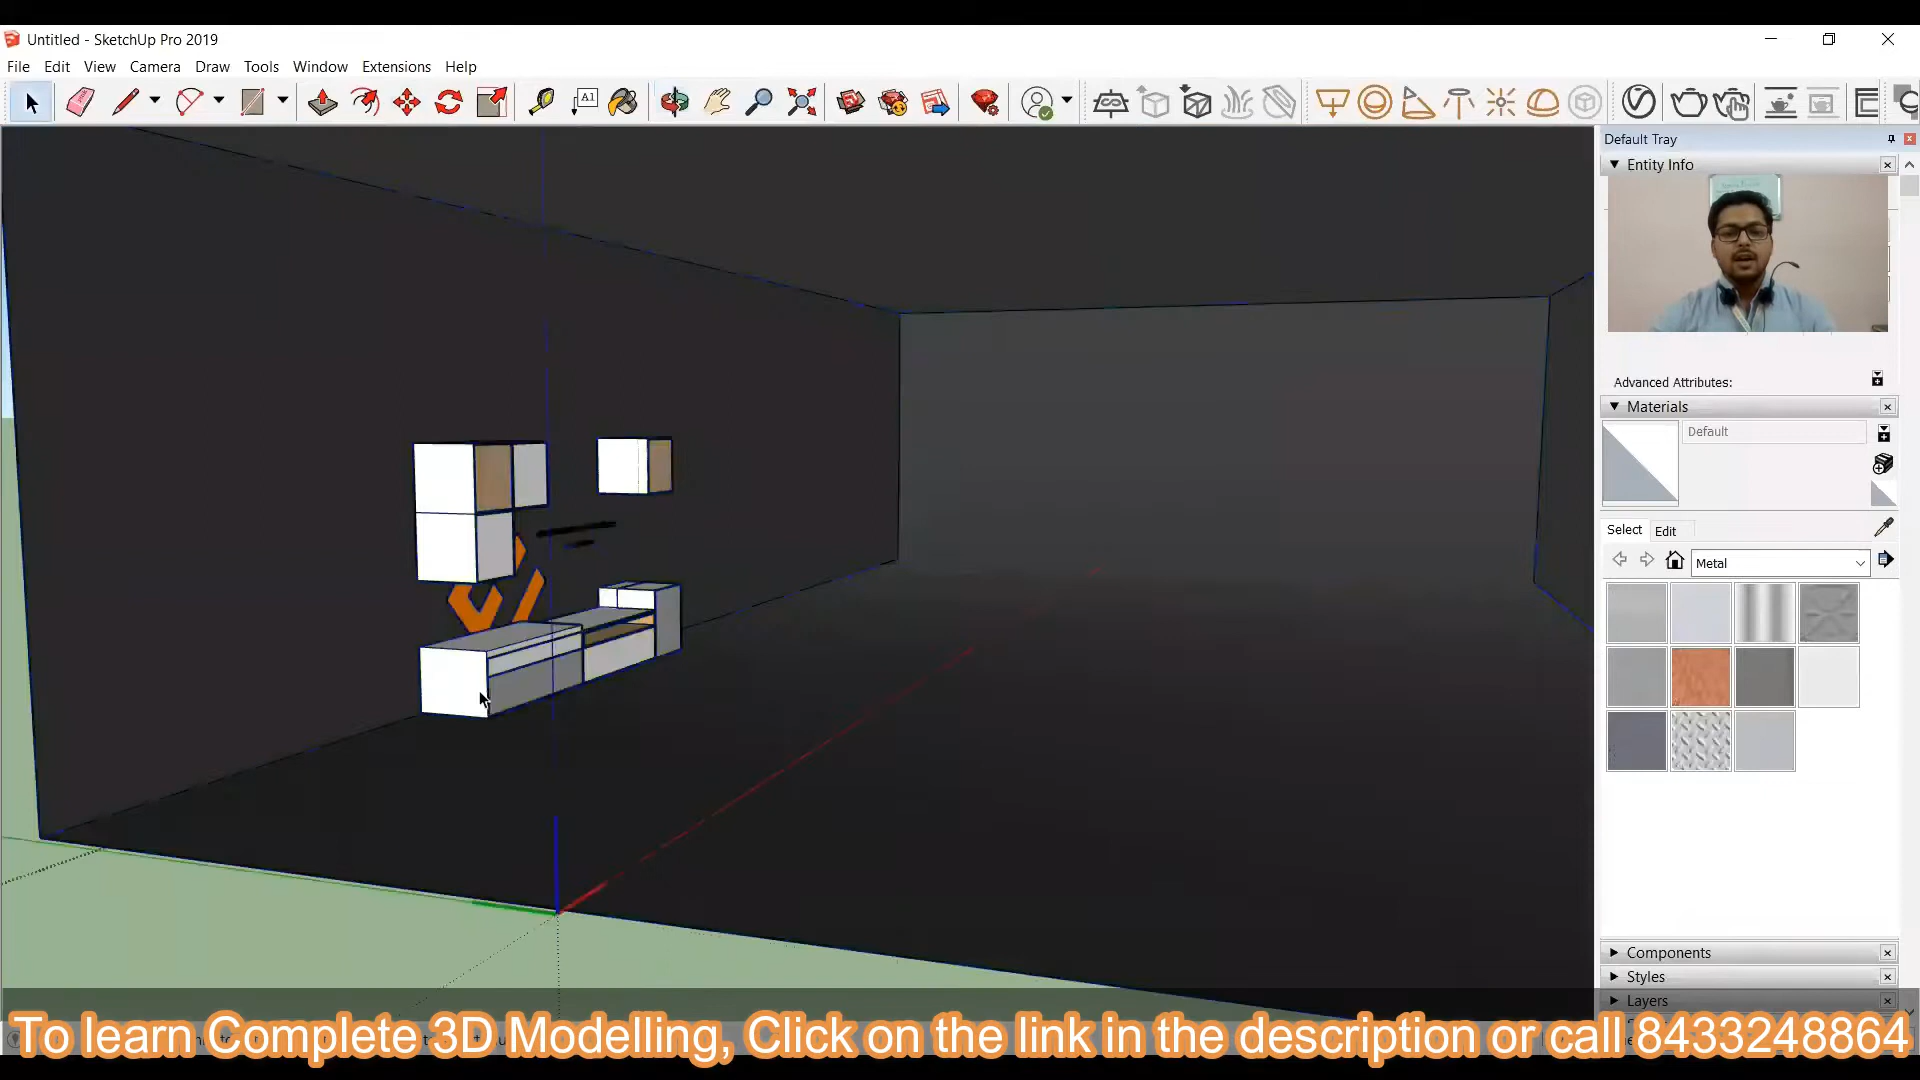 Untitled - SketchUp Pro 2019
File Edit View Camera Draw Tools Window Extensions Help
A1
Default Tray
Entity Info
Advanced Attributes:
Materials
Default
Select Edit
Metal
Components
Styles
Layers
To learn Complete 3D Modelling, Click on the link in the description or call 8433248864